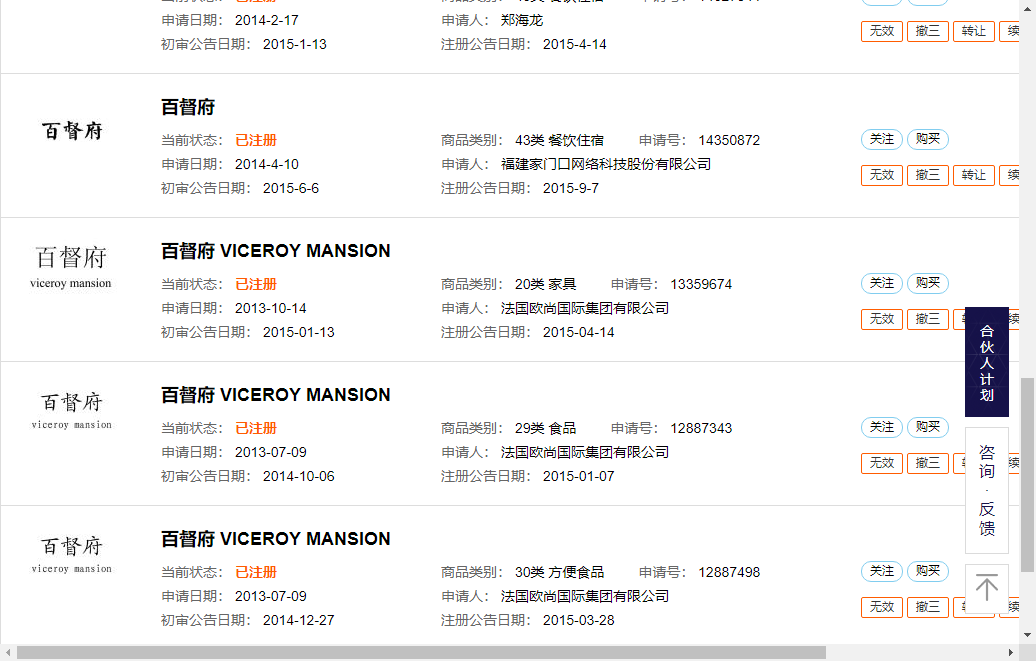 申请日期： 2014-2-17 申请人： 郑海龙
无效 撤三 转让 续
初审公告日期： 2015-1-13 注册公告日期： 2015-4-14
百督府
百督府
当前状态： 已注册 商品类别： 43类 餐饮住宿 申请号： 14350872 关注 购买
申请日期： 2014-4-10 申请人： 福建家门口网络科技股份有限公司
无效 撤三 转让 续
初审公告日期： 2015-6-6 注册公告日期： 2015-9-7
百督府 VICEROY MANSION
百督府
viceroy mansion
当前状态： 已注册 商品类别： 20类 家具 申请号： 13359674 关注 购买
申请日期： 2013-10-14 申请人： 法国欧尚国际集团有限公司
无效 撤三 续
初审公告日期： 2015-01-13 注册公告日期： 2015-04-14
合伙人计划
百督府 VICEROY MANSION
百督府
viceroy mansion
当前状态： 已注册 商品类别： 29类 食品 申请号： 12887343 关注 购买
申请日期： 2013-07-09 申请人： 法国欧尚国际集团有限公司
无效 撤三 续
初审公告日期： 2014-10-06 注册公告日期： 2015-01-07
咨询·反馈
百督府 VICEROY MANSION
百督府
viceroy mansion
当前状态： 已注册 商品类别： 30类 方便食品 申请号： 12887498 关注 购买
申请日期： 2013-07-09 申请人： 法国欧尚国际集团有限公司
无效 撤三 续
初审公告日期： 2014-12-27 注册公告日期： 2015-03-28